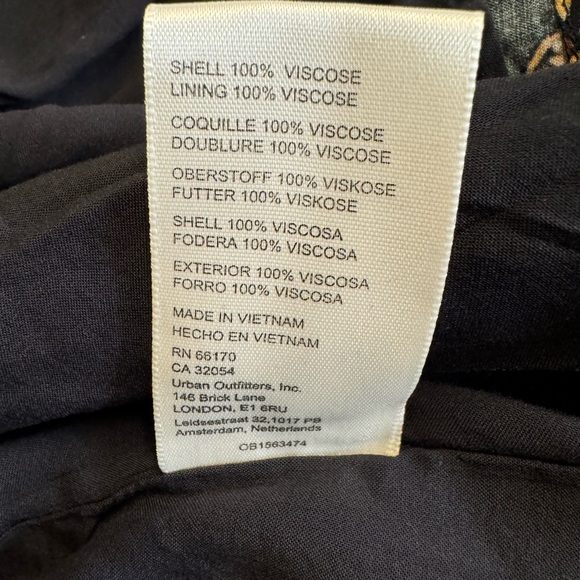 SHELL 100% VISCOSE
LINING 100% VISCOSE
COQUILLE 100% VISCOSE
DOUBLURE 100% VISCOSE
OBERSTOFF 100% VISKOSE
FUTTER 100% VISKOSE
SHELL 100% VISCOSA
FODERA 100% VISCOSA
EXTERIOR 100% VISCOSA
FORRO 100% VISCOSA
MADE IN VIETNAM
HECHO EN VIETNAM
RN 66170
CA 32054
Urban Outfitters, Inc.
146 Brick Lane
LONDON, E1 6RU
Leidsestraat 32,1017 PB
Amsterdam, Netherlands
OB1563474